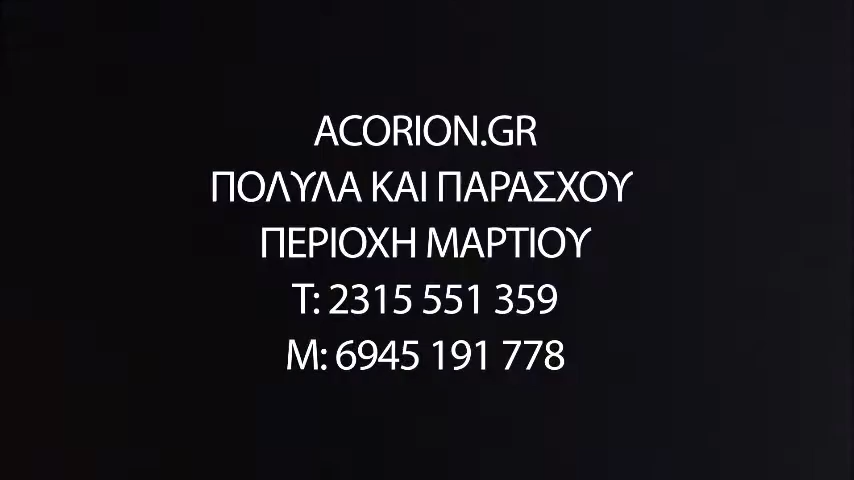 ACORION.GR
ΠΟΛΥΛΑ ΚΑΙ ΠΑΡΑΣΧΟΥ
ΠΕΡΙΟΧΗ ΜΑΡΤΙΟΥ
Τ: 2315 551 359
Μ: 6945 191 778